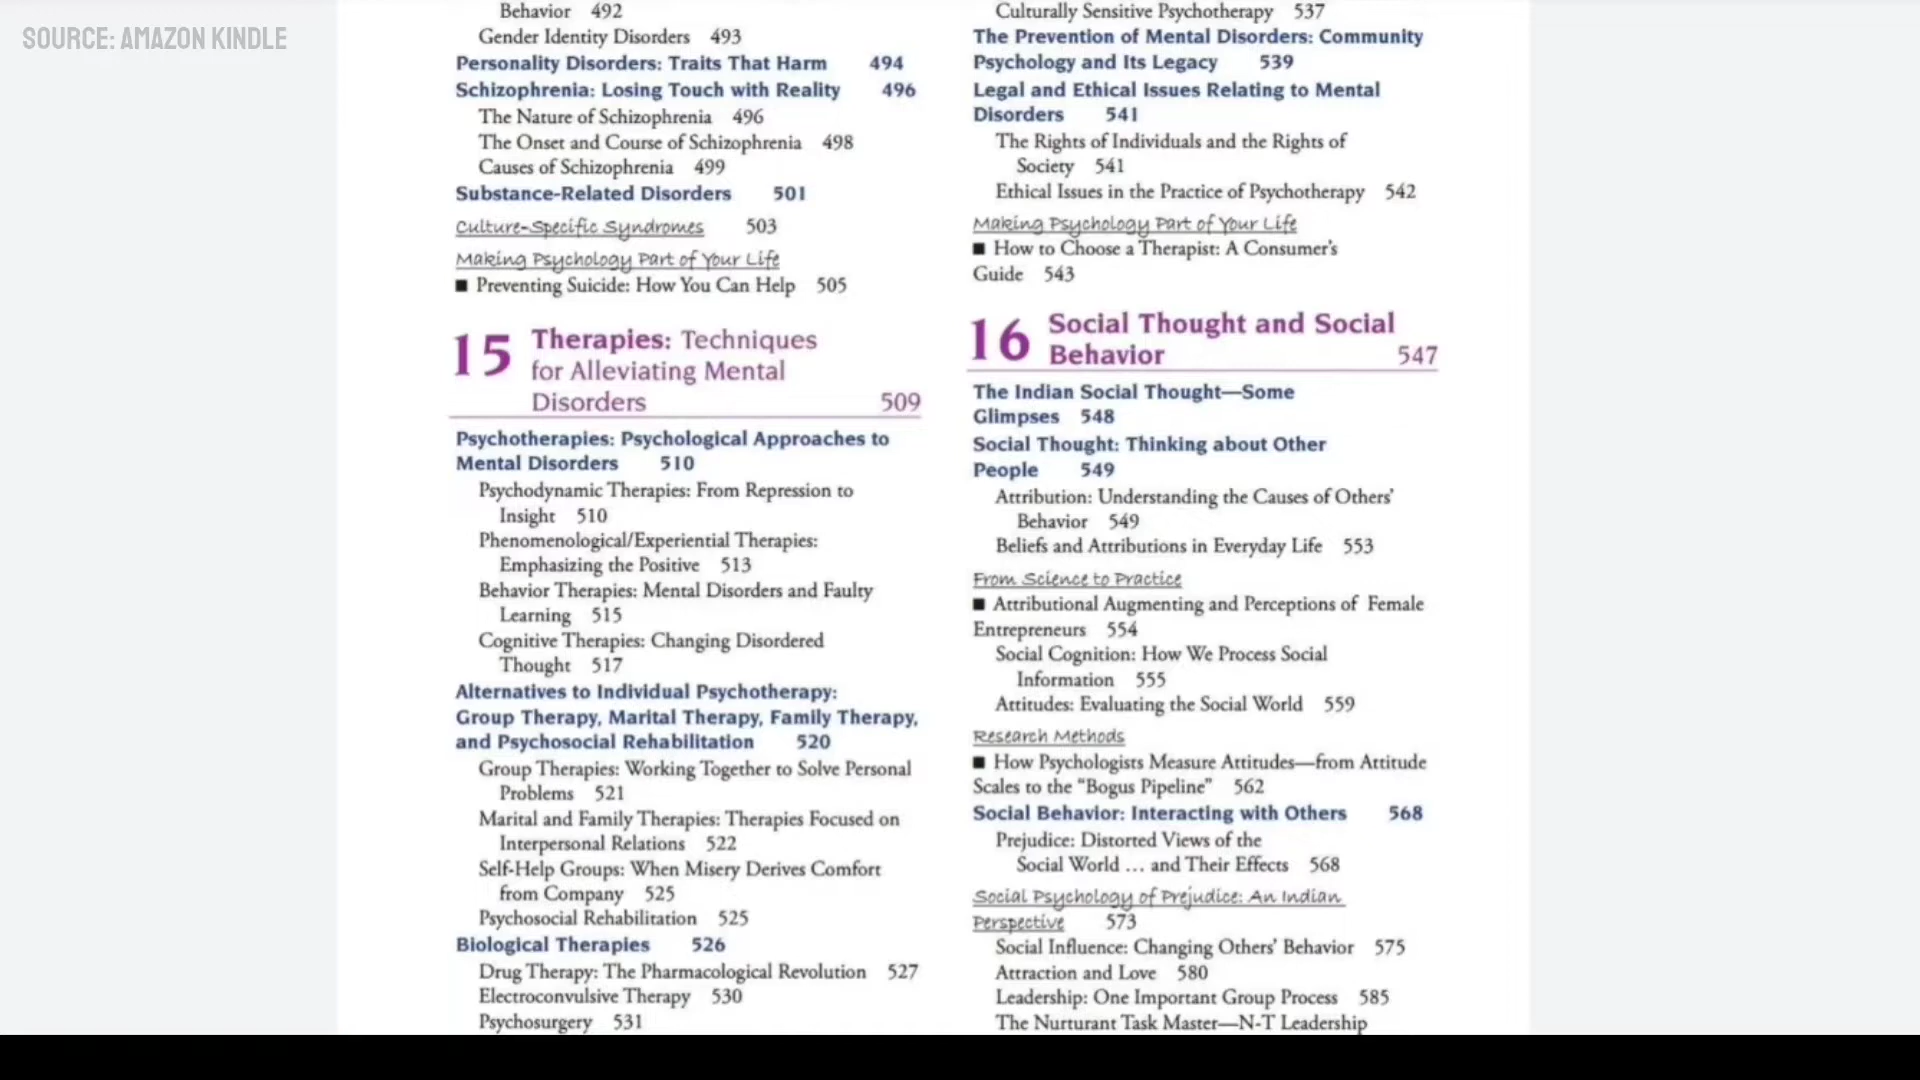 SOURCE: AMAZON KINDLE
Behavior 492
Gender Identity Disorders 493
Personality Disorders: Traits That Harm 494
Schizophrenia: Losing Touch with Reality 496
The Nature of Schizophrenia 496
The Onset and Course of Schizophrenia 498
Causes of Schizophrenia 499
Substance-Related Disorders 501
Culture-Specific Syndromes 503
Making Psychology Part of Your Life
■ Preventing Suicide: How You Can Help 505
15 Therapies: Techniques
for Alleviating Mental
Disorders 509
Psychotherapies: Psychological Approaches to
Mental Disorders 510
Psychodynamic Therapies: From Repression to
Insight 510
Phenomenological/Experiential Therapies:
Emphasizing the Positive 513
Behavior Therapies: Mental Disorders and Faulty
Learning 515
Cognitive Therapies: Changing Disordered
Thought 517
Alternatives to Individual Psychotherapy:
Group Therapy, Marital Therapy, Family Therapy,
and Psychosocial Rehabilitation 520
Group Therapies: Working Together to Solve Personal
Problems 521
Marital and Family Therapies: Therapies Focused on
Interpersonal Relations 522
Self-Help Groups: When Misery Derives Comfort
from Company 525
Psychosocial Rehabilitation 525
Biological Therapies 526
Drug Therapy: The Pharmacological Revolution 527
Electroconvulsive Therapy 530
Psychosurgery 531
Culturally Sensitive Psychotherapy 537
The Prevention of Mental Disorders: Community
Psychology and Its Legacy 539
Legal and Ethical Issues Relating to Mental
Disorders 541
The Rights of Individuals and the Rights of
Society 541
Ethical Issues in the Practice of Psychotherapy 542
Making Psychology Part of Your Life
■ How to Choose a Therapist: A Consumer's
Guide 543
16 Social Thought and Social
Behavior 547
The Indian Social Thought—Some
Glimpses 548
Social Thought: Thinking about Other
People 549
Attribution: Understanding the Causes of Others'
Behavior 549
Beliefs and Attributions in Everyday Life 553
From Science to Practice
■ Attributional Augmenting and Perceptions of Female
Entrepreneurs 554
Social Cognition: How We Process Social
Information 555
Attitudes: Evaluating the Social World 559
Research Methods
■ How Psychologists Measure Attitudes—from Attitude
Scales to the "Bogus Pipeline" 562
Social Behavior: Interacting with Others 568
Prejudice: Distorted Views of the
Social World ... and Their Effects 568
Social Psychology of Prejudice: An Indian
Perspective 573
Social Influence: Changing Others' Behavior 575
Attraction and Love 580
Leadership: One Important Group Process 585
The Nurturant Task Master—N-T Leadership